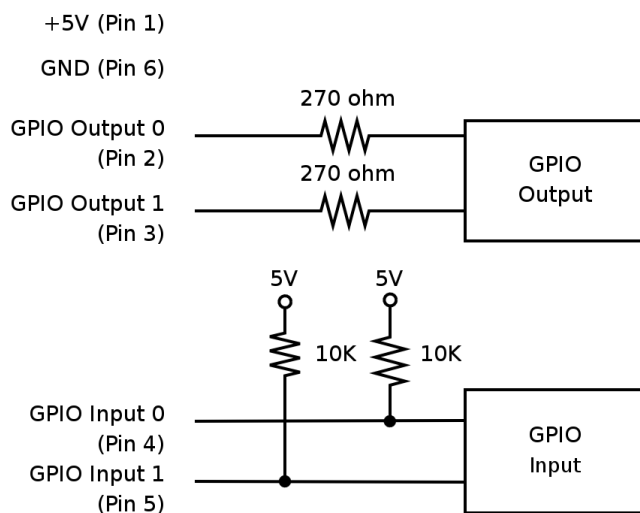 +5V (Pin 1)
GND (Pin 6)
270 ohm
GPIO Output 0
(Pin 2)
270 ohm
GPIO Output 1
(Pin 3)
GPIO
Output
5V
5V
10K
10K
GPIO Input 0
(Pin 4)
GPIO Input 1
(Pin 5)
GPIO
Input